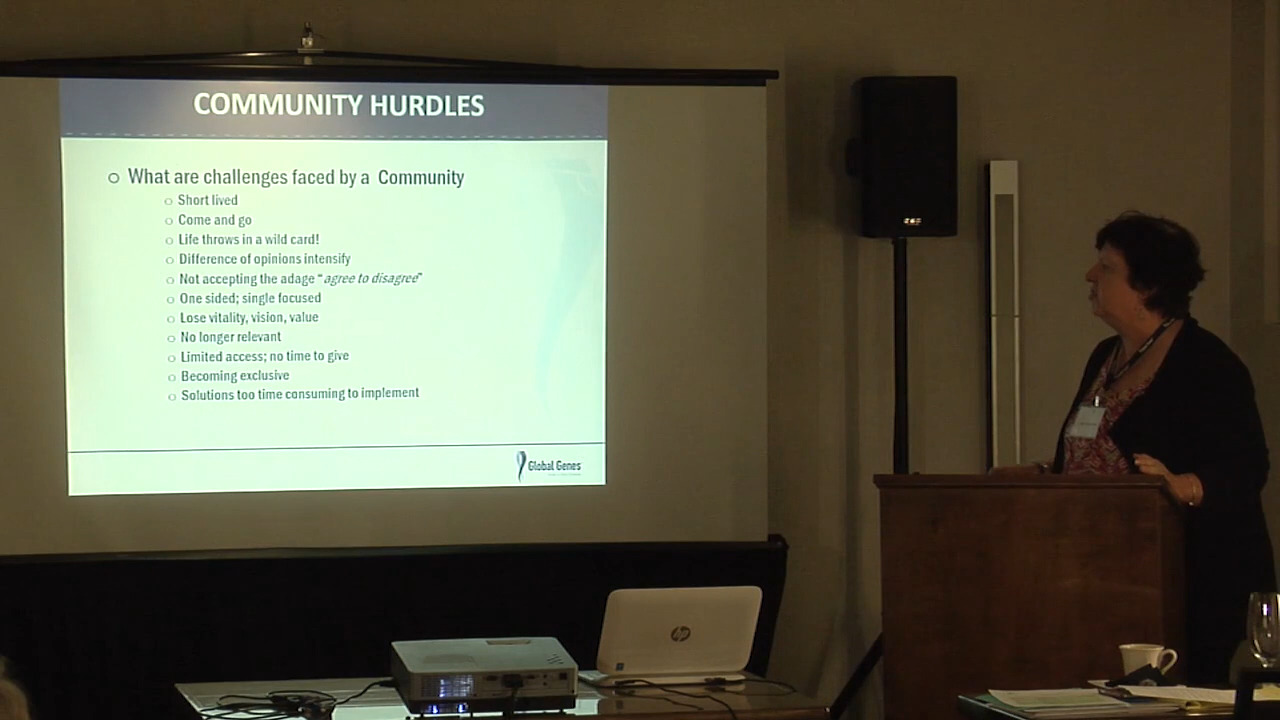 COMMUNITY HURDLES
What are challenges faced by a Community
Short lived
Come and go
Life throws in a wild card!
Difference of opinions intensify
Not accepting the adage "agree to disagree"
One sided; single focused
Lose vitality, vision, value
No longer relevant
Limited access; no time to give
Becoming exclusive
Solutions too time consuming to implement
Global Genes
hp